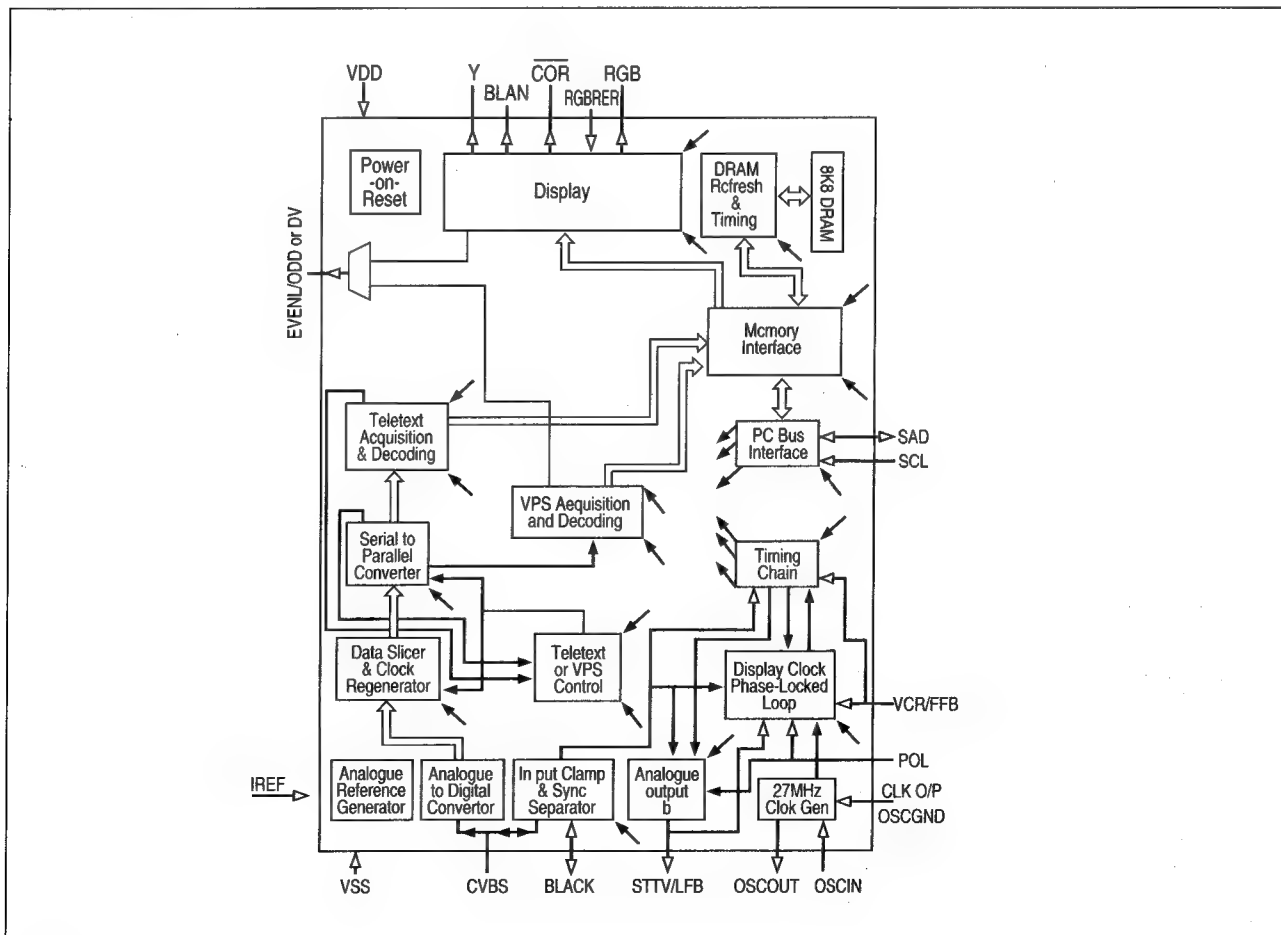 VDD
Y
BLAN
COR
RGBRER
RGB
Power
-on-
Reset
Display
DRAM
Rcfresh
&
Timing
8K8 DRAM
EVENL/ODD or DV
Mcmory
Interface
Teletext
Acquisition
& Decoding
PC Bus
Interface
SAD
SCL
VPS Aequisition
and Decoding
Serial to
Parallel
Converter
Timing
Chain
Data Slicer
& Clock
Regenerator
Teletext
or VPS
Control
Display Clock
Phase-Locked
Loop
VCR/FFB
POL
IREF
Analogue
Reference
Generator
Analogue
to Digital
Convertor
In put Clamp
& Sync
Separator
Analogue
output
b
27MHz
Clok Gen
CLK O/P
OSCGND
VSS
CVBS
BLACK
STTV/LFB
OSCOUT
OSCIN